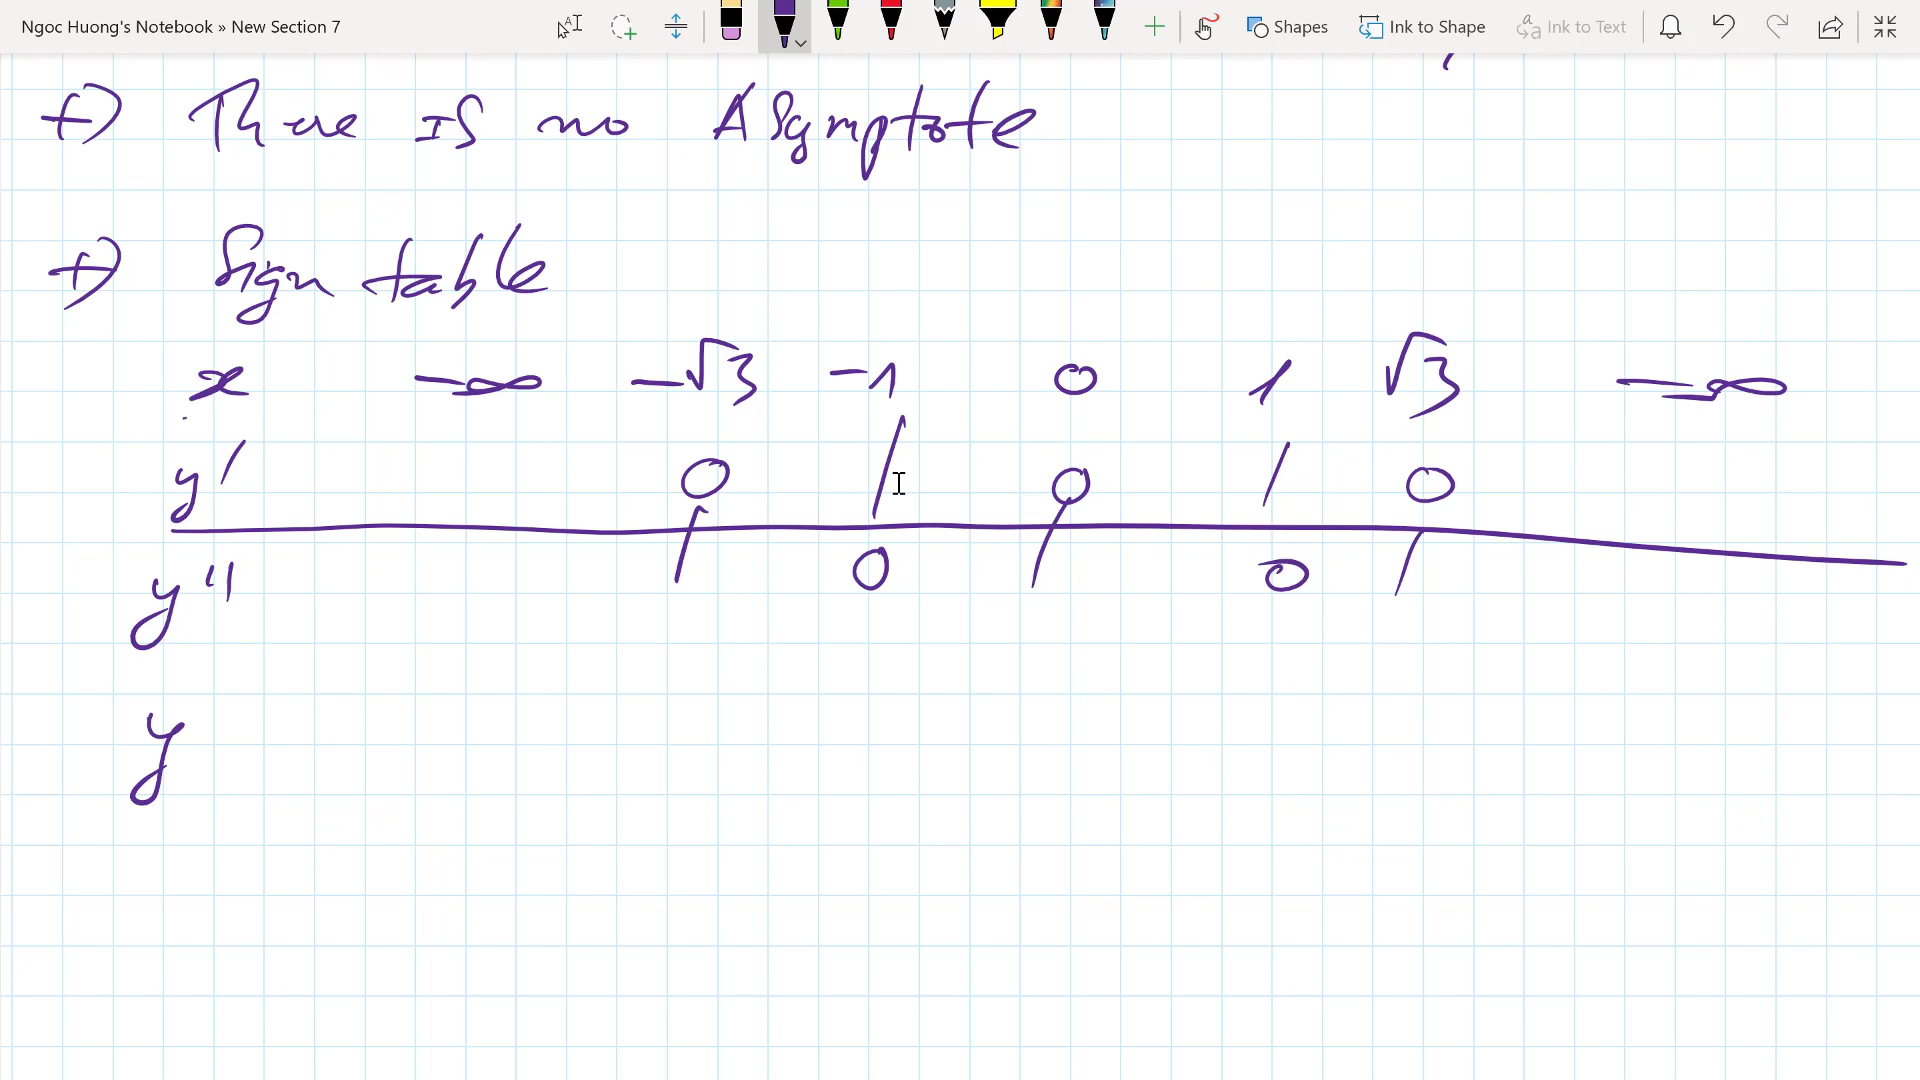 Ngoc Huong's Notebook » New Section 7 Shapes Ink to Shape Ink to Text
+) There is no Asymptote
+) Sign table
x -∞ -√3 -1 0 1 √3 -∞
y' 0 / 0 / 0
y'' / 0 / 0 /
y